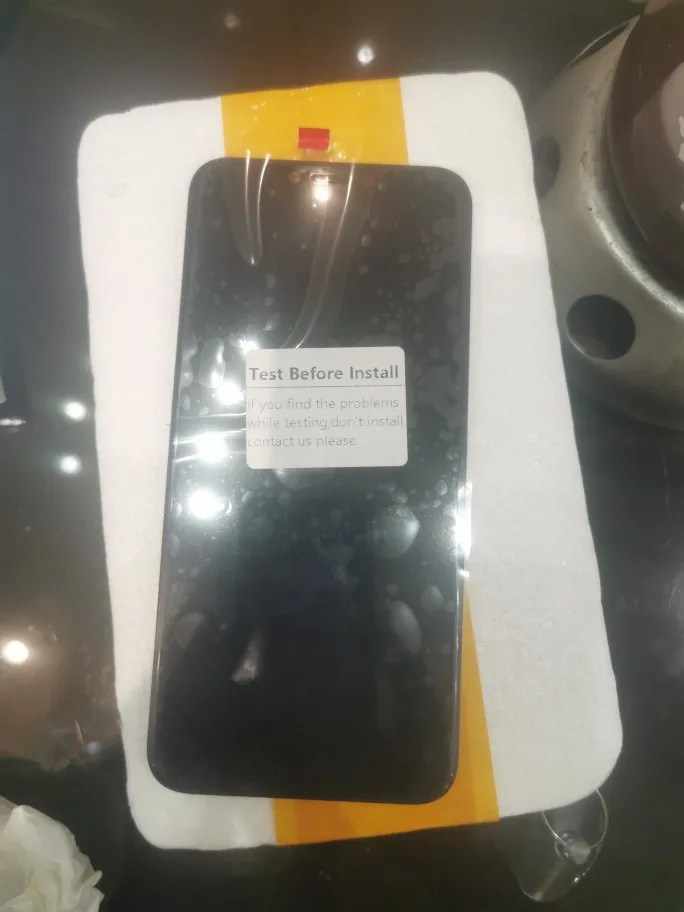 Test Before Install
If you find the problems
while testing,don't install
contact us please